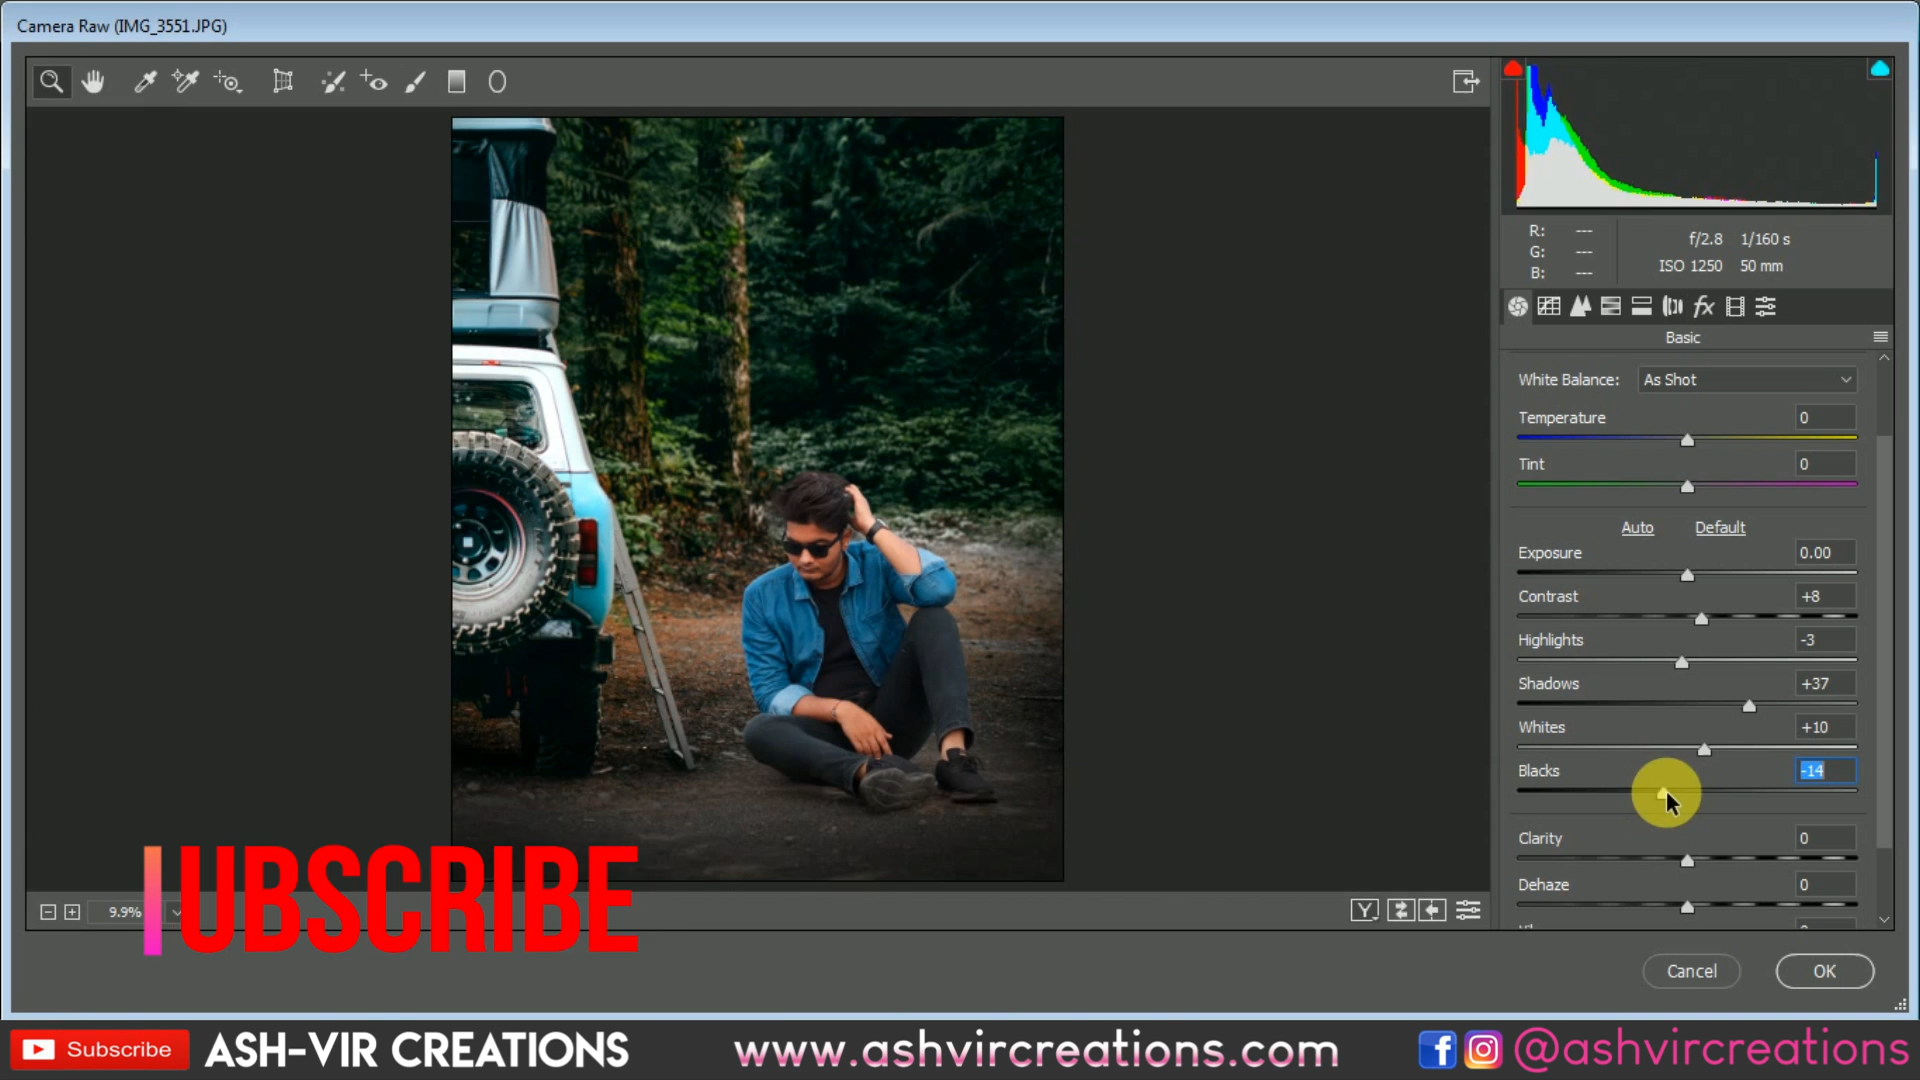 Camera Raw (IMG_3551.JPG)
R: ---
G: ---
B: ---
f/2.8 1/160 s
ISO 1250 50 mm
fx
Basic
White Balance: As Shot
Temperature 0
Tint 0
Auto Default
Exposure 0.00
Contrast +8
Highlights -3
Shadows +37
Whites +10
Blacks -14
Clarity 0
Dehaze 0
9.9%
Y
UBSCRIBE
Cancel OK
Subscribe ASH-VIR CREATIONS www.ashvircreations.com @ashvircreations